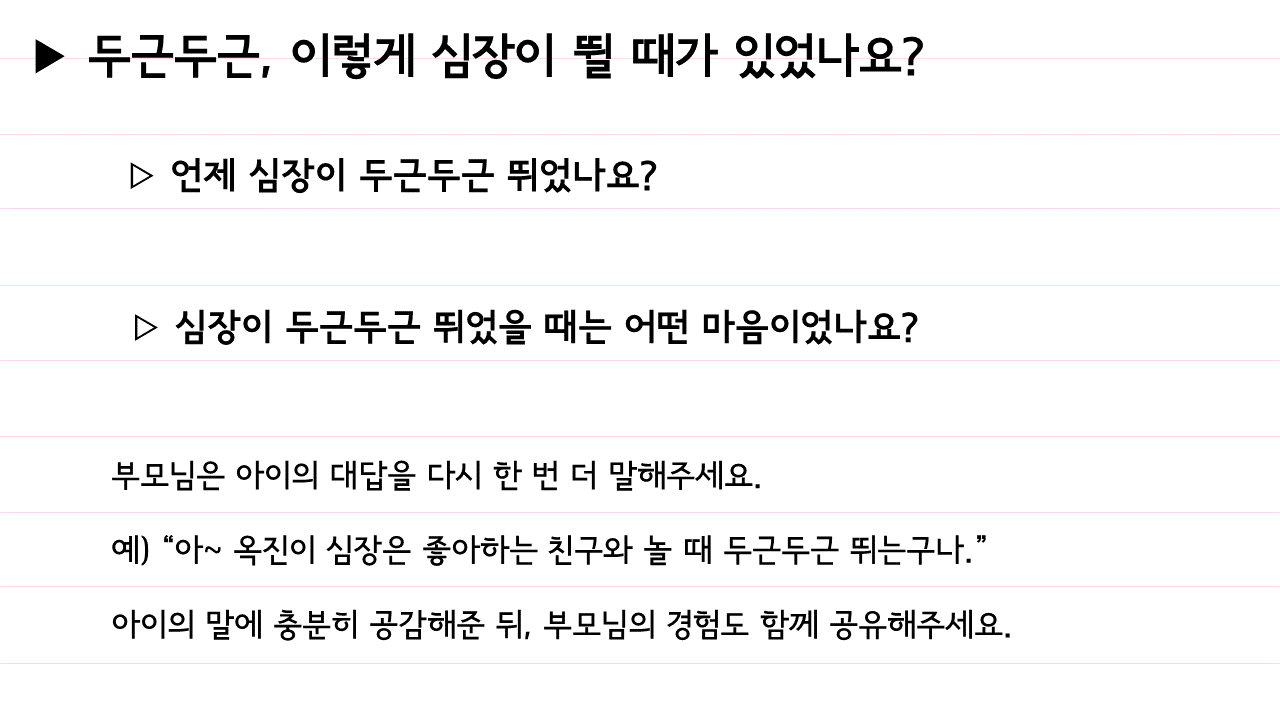 ▶ 두근두근, 이렇게 심장이 뛸 때가 있었나요?
▷ 언제 심장이 두근두근 뛰었나요?
▷ 심장이 두근두근 뛰었을 때는 어떤 마음이었나요?
부모님은 아이의 대답을 다시 한 번 더 말해주세요.
예) “아~ 옥진이 심장은 좋아하는 친구와 놀 때 두근두근 뛰는구나.”
아이의 말에 충분히 공감해준 뒤, 부모님의 경험도 함께 공유해주세요.